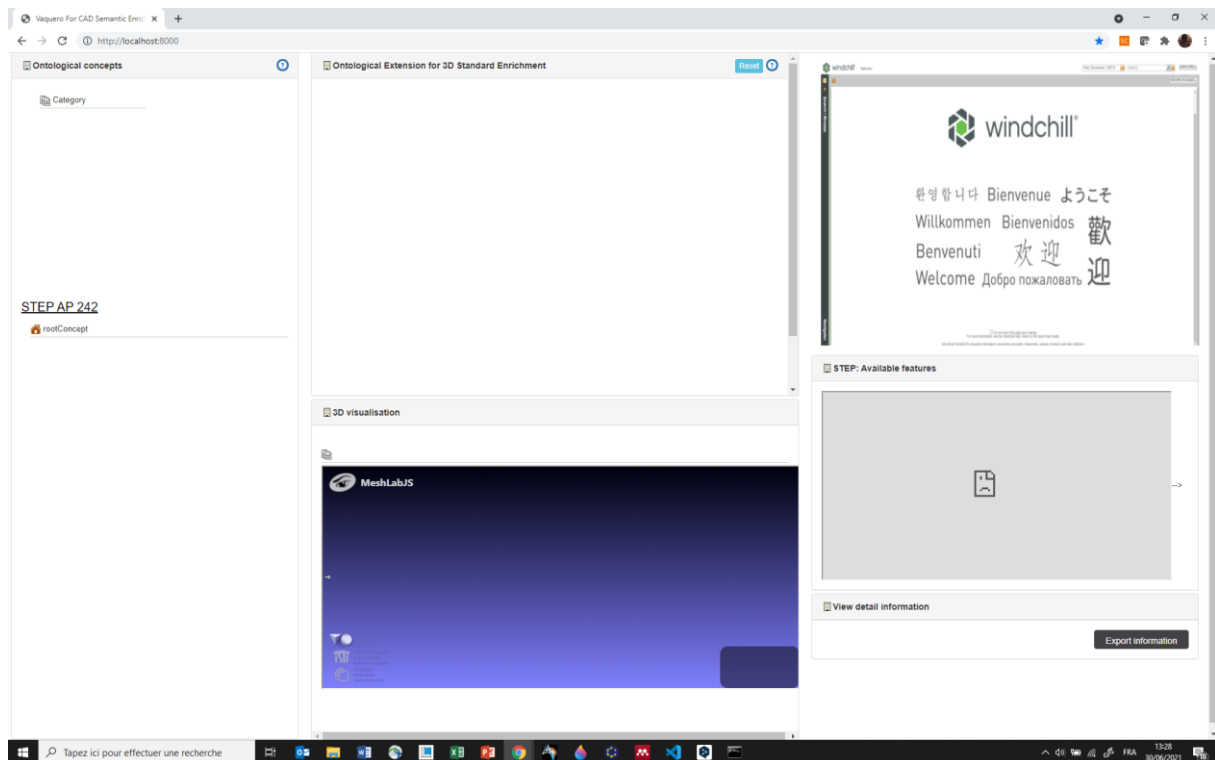 Vaquero For CAD Semantic Enric
http://localhost:8000
Ontological concepts
Category
STEP AP 242
rootConcept
Ontological Extension for 3D Standard Enrichment
Reset
3D visualisation
MeshLabJS
windchill
windchill
환영합니다 Bienvenue ようこそ
Willkommen Bienvenidos 歡迎
Benvenuti 欢迎
Welcome Добро пожаловать
STEP: Available features
-->
View detail information
Export information
Tapez ici pour effectuer une recherche
FRA
13:28
30/06/2021